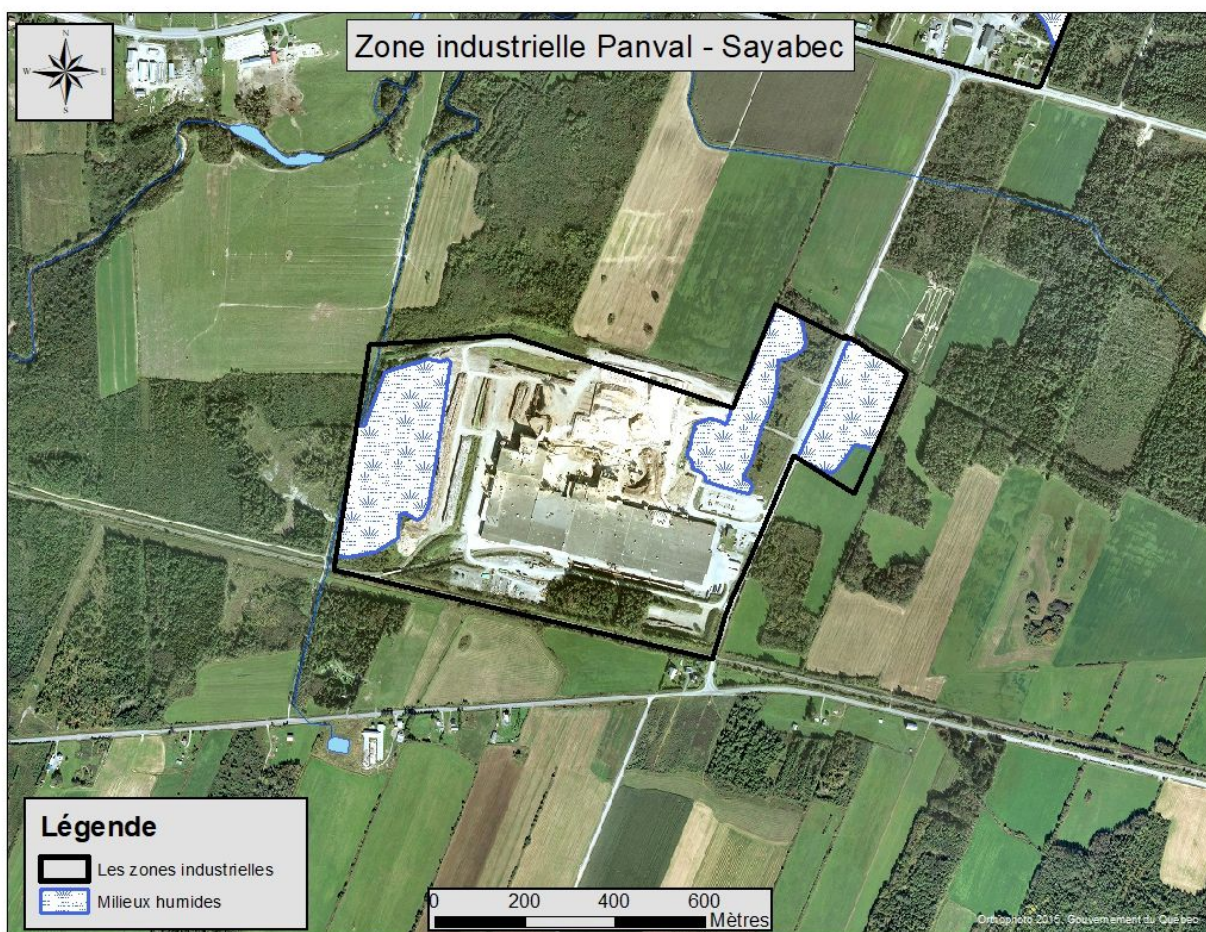 Zone industrielle Panval - Sayabec
N
W E
S
Légende
Les zones industrielles
Milieux humides
0 200 400 600
Mètres
Orthophoto 2016, Gouvernement du Québec